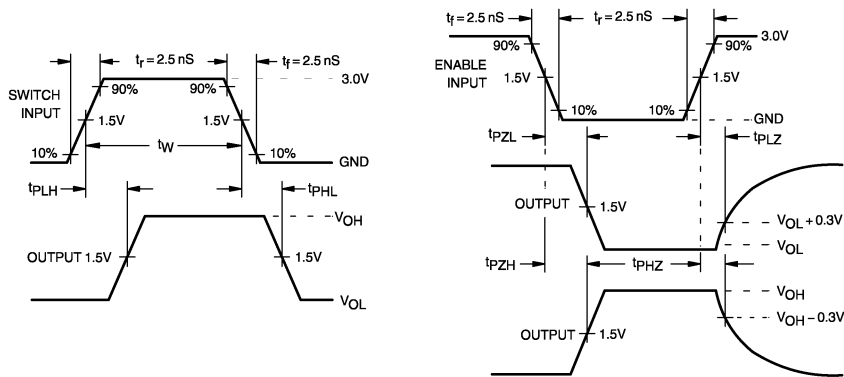 tr = 2.5 nS
tf = 2.5 nS
3.0V
SWITCH
INPUT
90%
90%
1.5V
1.5V
tW
10%
10%
GND
tPLH
tPHL
VOH
OUTPUT
1.5V
1.5V
VOL
tf = 2.5 nS
tr = 2.5 nS
3.0V
90%
90%
ENABLE
INPUT
1.5V
1.5V
10%
10%
GND
tPZL
tPLZ
OUTPUT
1.5V
VOL + 0.3V
VOL
tPZH
tPHZ
VOH
VOH − 0.3V
OUTPUT
1.5V